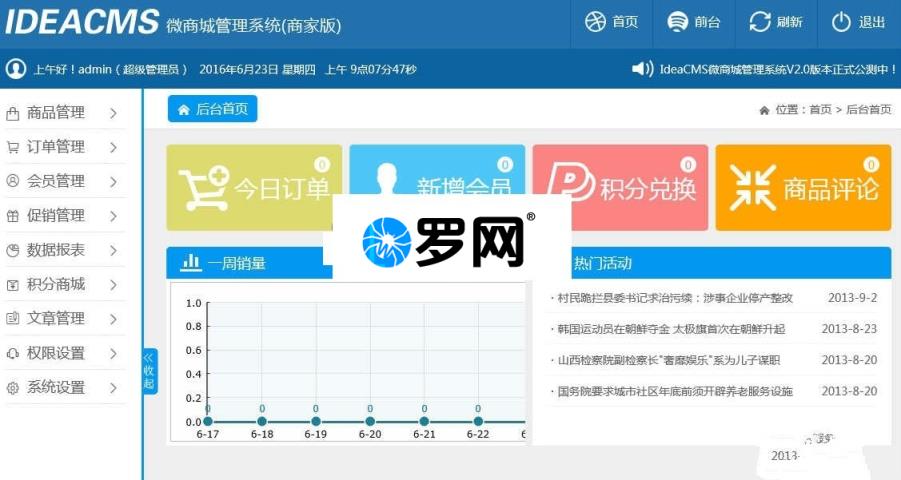 IDEACMS 微商城管理系统(商家版)
首页 前台 刷新 退出
上午好！admin（超级管理员） 2016年6月23日 星期四 上午 9点07分47秒
IdeaCMS微商城管理系统V2.0版本正式公测中！
后台首页
位置：首页 > 后台首页
商品管理
订单管理
会员管理
促销管理
数据报表
积分商城
文章管理
权限设置
系统设置
收起
0 今日订单
0 新增会员
0 积分兑换
0 商品评论
罗网®
一周销量
1.0
0.8
0.6
0.4
0.2
0.0
0 0 0 0 0 0
6-17 6-18 6-19 6-20 6-21 6-22
热门活动
·村民跪拦县委书记求治污续：涉事企业停产整改 2013-9-2
·韩国运动员在朝鲜夺金 太极旗首次在朝鲜升起 2013-8-23
·山西检察院副检察长"奢靡娱乐"系为儿子谋职 2013-8-20
·国务院要求城市社区年底前须开辟养老服务设施 2013-8-20
2013-